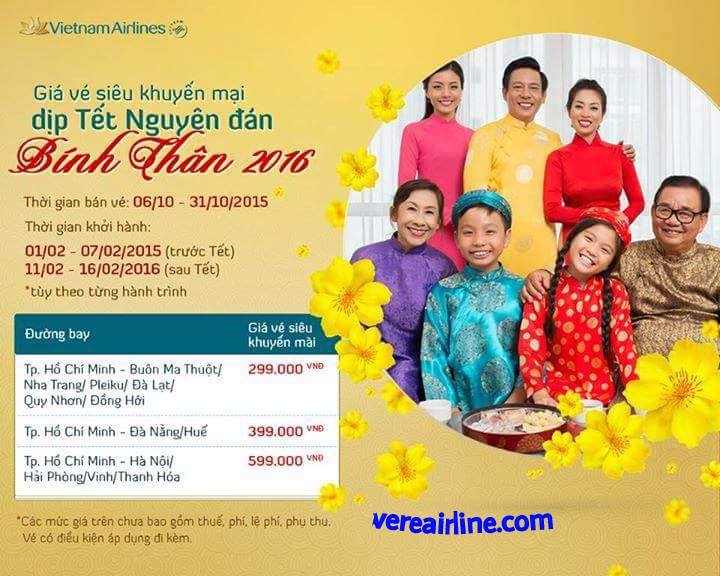 Vietnam Airlines
Giá vé siêu khuyến mại
dịp Tết Nguyên đán
Bính Thân 2016
Thời gian bán vé: 06/10 - 31/10/2015
Thời gian khởi hành:
01/02 - 07/02/2015 (trước Tết)
11/02 - 16/02/2016 (sau Tết)
*tùy theo từng hành trình
Đường bay
Giá vé siêu
khuyến mãi
Tp. Hồ Chí Minh - Buôn Ma Thuột/
Nha Trang/ Pleiku/ Đà Lạt/
Quy Nhơn/ Đồng Hới
299.000 VNĐ
Tp. Hồ Chí Minh - Đà Nẵng/Huế
399.000 VNĐ
Tp. Hồ Chí Minh - Hà Nội/
Hải Phòng/Vinh/Thanh Hóa
599.000 VNĐ
*Các mức giá trên chưa bao gồm thuế, phí, lệ phí, phụ thu.
Vé có điều kiện áp dụng đi kèm.
vereairline.com